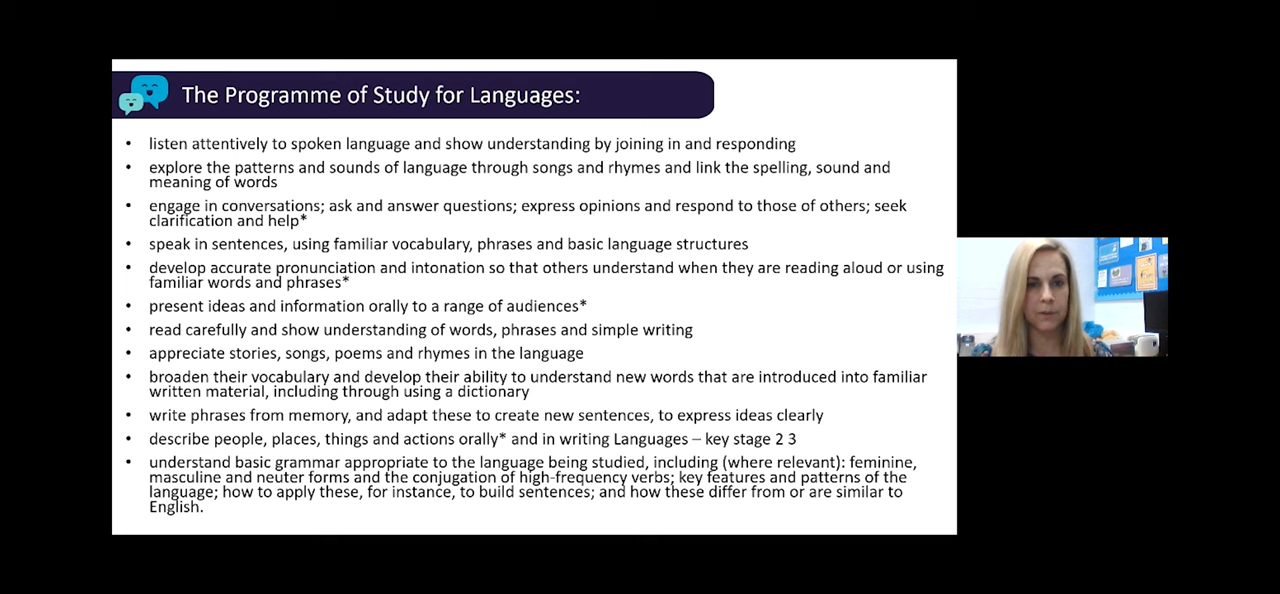 The Programme of Study for Languages:
• listen attentively to spoken language and show understanding by joining in and responding
• explore the patterns and sounds of language through songs and rhymes and link the spelling, sound and
meaning of words
• engage in conversations; ask and answer questions; express opinions and respond to those of others; seek
clarification and help*
• speak in sentences, using familiar vocabulary, phrases and basic language structures
• develop accurate pronunciation and intonation so that others understand when they are reading aloud or using
familiar words and phrases*
• present ideas and information orally to a range of audiences*
• read carefully and show understanding of words, phrases and simple writing
• appreciate stories, songs, poems and rhymes in the language
• broaden their vocabulary and develop their ability to understand new words that are introduced into familiar
written material, including through using a dictionary
• write phrases from memory, and adapt these to create new sentences, to express ideas clearly
• describe people, places, things and actions orally* and in writing Languages – key stage 2 3
• understand basic grammar appropriate to the language being studied, including (where relevant): feminine,
masculine and neuter forms and the conjugation of high-frequency verbs; key features and patterns of the
language; how to apply these, for instance, to build sentences; and how these differ from or are similar to
English.